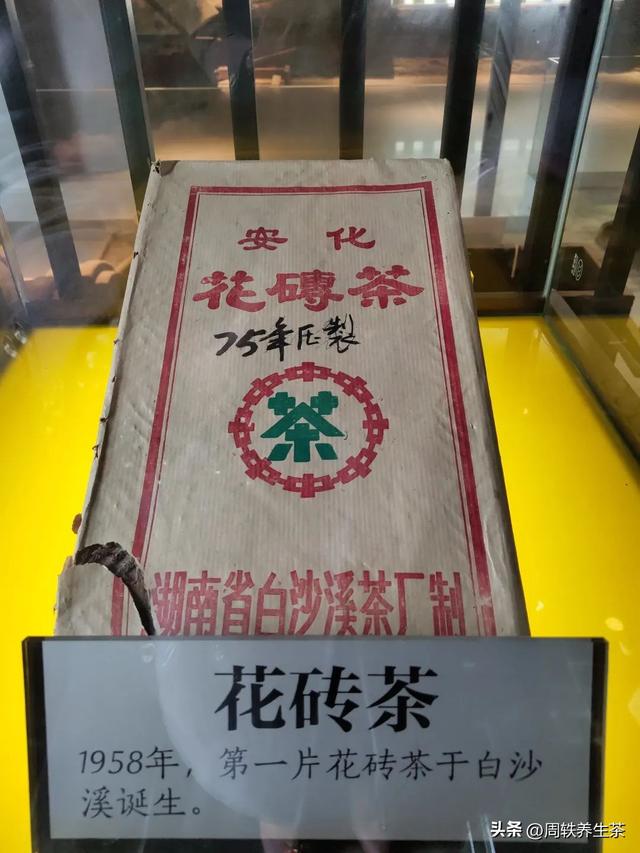 安化
花磚茶
75年压製
茶
湖南省白沙溪茶厂制
花砖茶
1958年，第一片花砖茶于白沙
溪诞生。
头条 @周轶养生茶